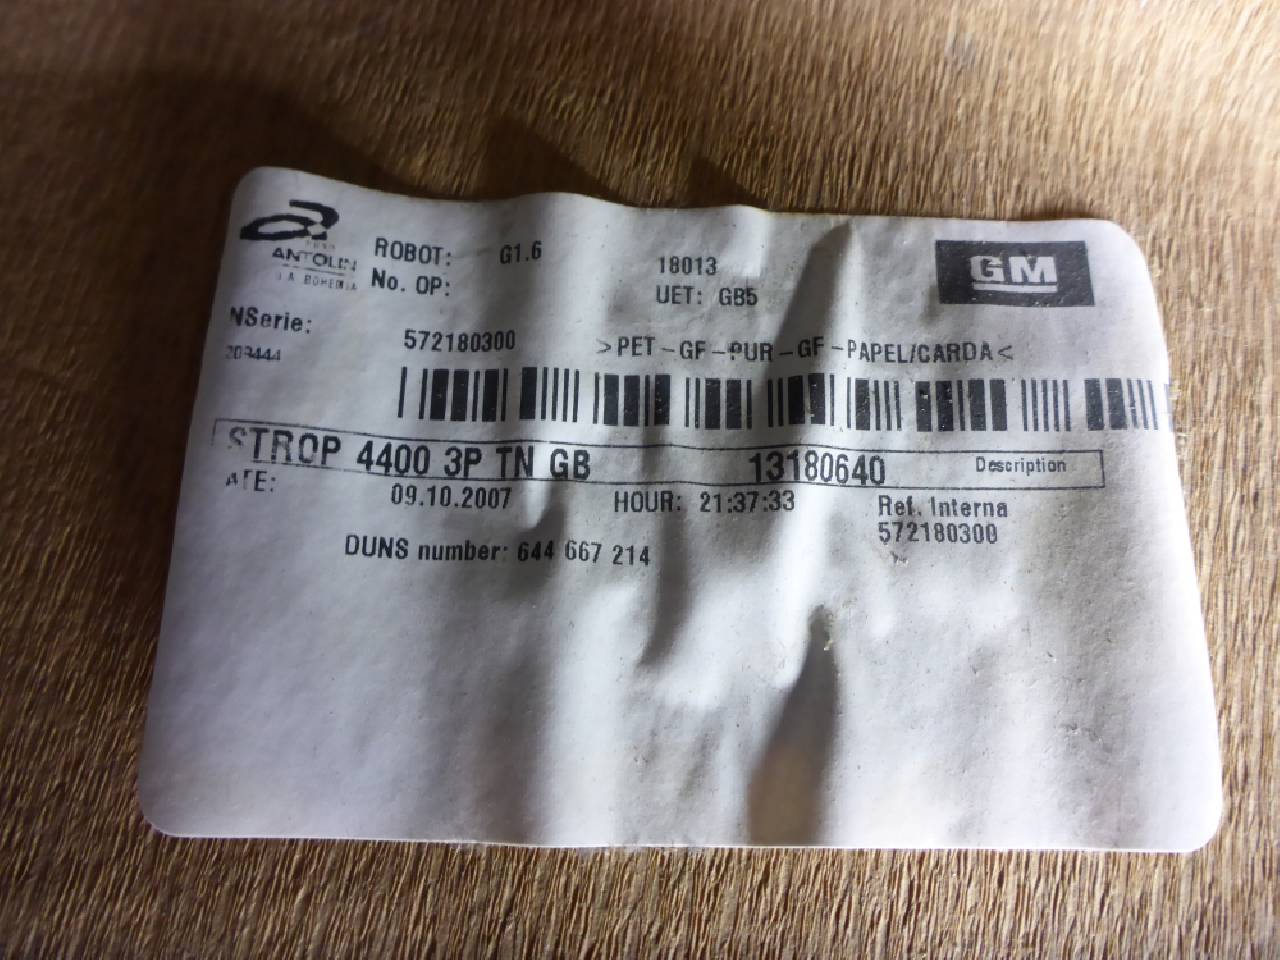 ANTOLIN
S.A. BOHEMIA
ROBOT: G1.6
No. OP:
18013
UET: GB5
GM
NSerie:
572180300
>PET-GF-PUR-GF-PAPEL/CARDA<
STROP 4400 3P TN GB 13180640 Description
ATE: 09.10.2007 HOUR: 21:37:33 Ref. Interna
572180300
DUNS number: 644 667 214